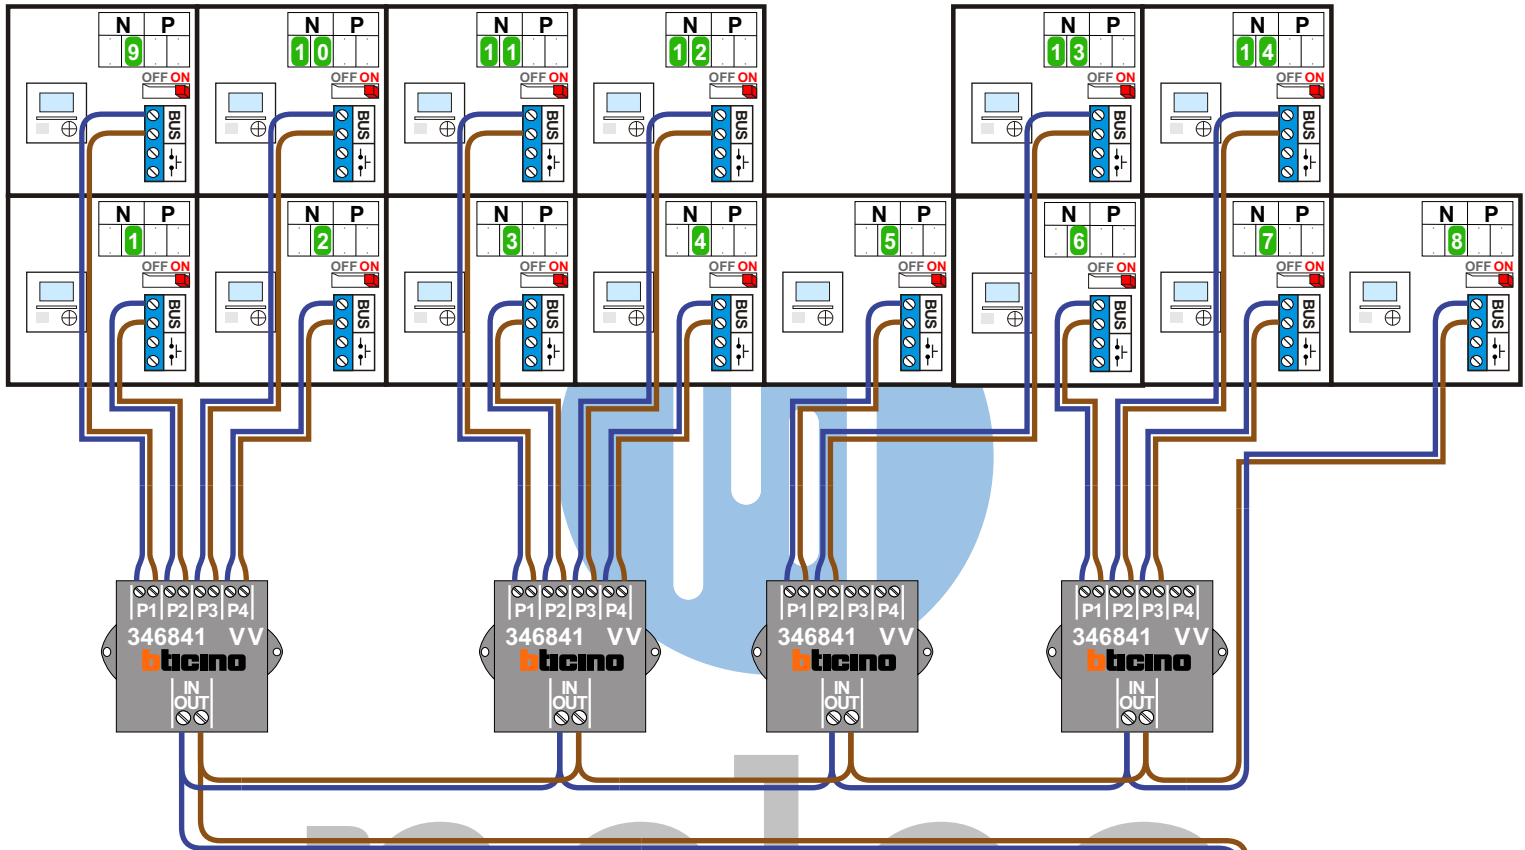 N P N P N P N P N P N P
9 10 11 12 13 14
OFF ON OFF ON OFF ON OFF ON OFF ON OFF ON
BUS BUS BUS BUS BUS BUS
N P N P N P N P N P N P N P N P
1 2 3 4 5 6 7 8
OFF ON OFF ON OFF ON OFF ON OFF ON OFF ON OFF ON OFF ON
BUS BUS BUS BUS BUS BUS BUS BUS
P1 P2 P3 P4 P1 P2 P3 P4 P1 P2 P3 P4 P1 P2 P3 P4
346841 VV 346841 VV 346841 VV 346841 VV
bticino bticino bticino bticino
IN IN IN IN
OUT OUT OUT OUT